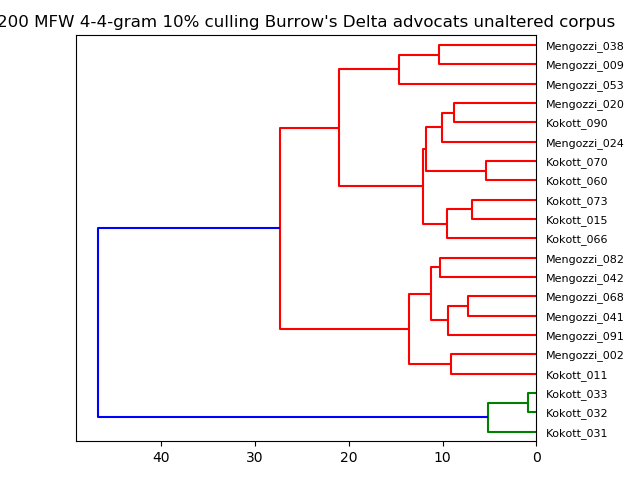 200 MFW 4-4-gram 10% culling Burrow's Delta advocats unaltered corpus
Mengozzi_038
Mengozzi_009
Mengozzi_053
Mengozzi_020
Kokott_090
Mengozzi_024
Kokott_070
Kokott_060
Kokott_073
Kokott_015
Kokott_066
Mengozzi_082
Mengozzi_042
Mengozzi_068
Mengozzi_041
Mengozzi_091
Mengozzi_002
Kokott_011
Kokott_033
Kokott_032
Kokott_031
40 30 20 10 0